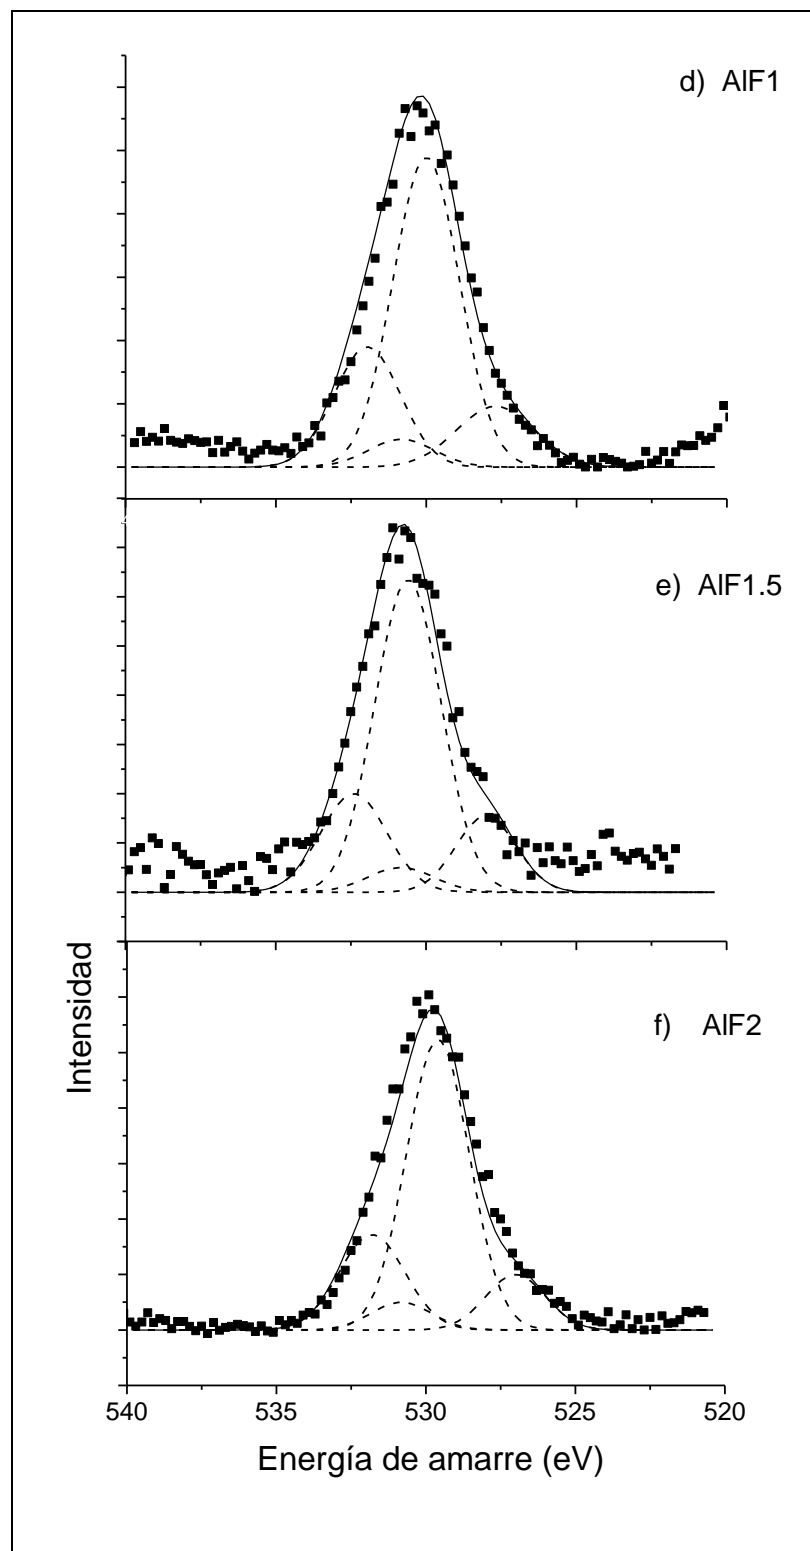 d) AlF1
e) AlF1.5
f) AlF2
Intensidad
540 535 530 525 520
Energía de amarre (eV)